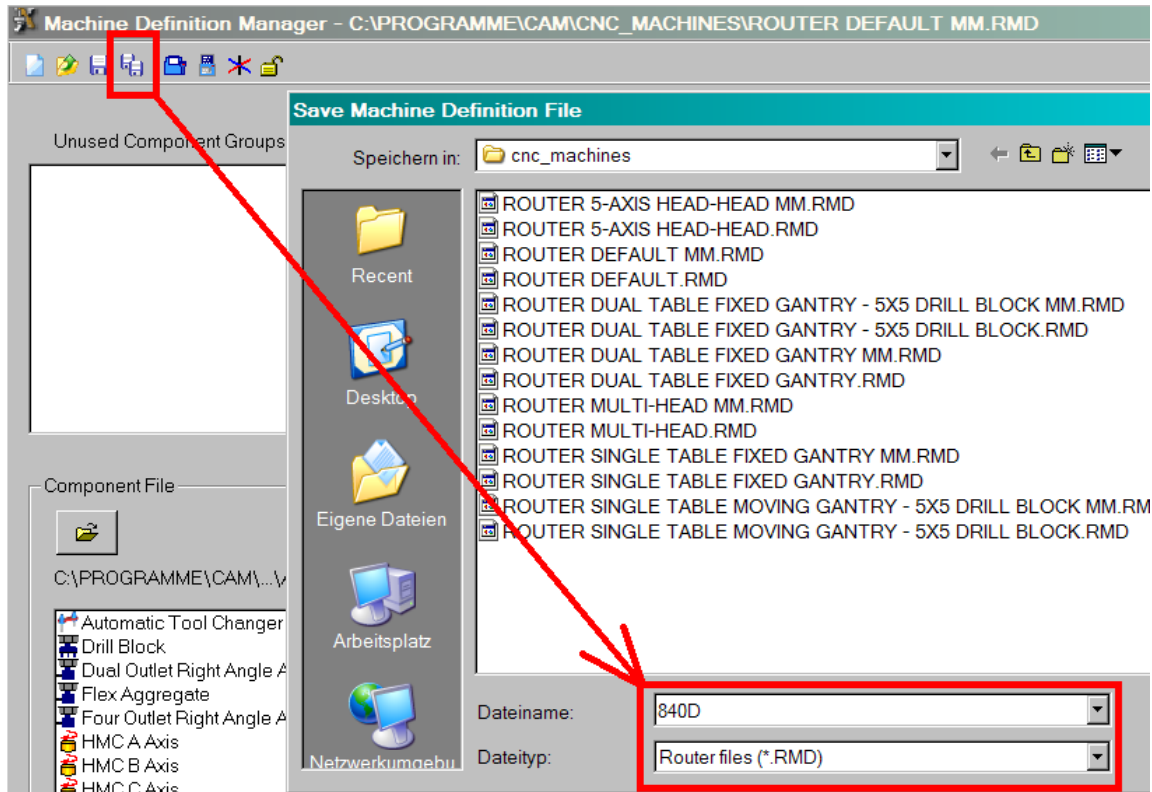 Machine Definition Manager - C:\PROGRAMME\CAM\CNC_MACHINES\ROUTER DEFAULT MM.RMD
Unused Component Groups
Save Machine Definition File
Speichern in:
cnc_machines
Recent
Desktop
Eigene Dateien
Arbeitsplatz
Netzwerkumgebu
ROUTER 5-AXIS HEAD-HEAD MM.RMD
ROUTER 5-AXIS HEAD-HEAD.RMD
ROUTER DEFAULT MM.RMD
ROUTER DEFAULT.RMD
ROUTER DUAL TABLE FIXED GANTRY - 5X5 DRILL BLOCK MM.RMD
ROUTER DUAL TABLE FIXED GANTRY - 5X5 DRILL BLOCK.RMD
ROUTER DUAL TABLE FIXED GANTRY MM.RMD
ROUTER DUAL TABLE FIXED GANTRY.RMD
ROUTER MULTI-HEAD MM.RMD
ROUTER MULTI-HEAD.RMD
ROUTER SINGLE TABLE FIXED GANTRY MM.RMD
ROUTER SINGLE TABLE FIXED GANTRY.RMD
ROUTER SINGLE TABLE MOVING GANTRY - 5X5 DRILL BLOCK MM.RM
ROUTER SINGLE TABLE MOVING GANTRY - 5X5 DRILL BLOCK.RMD
Dateiname:
840D
Dateityp:
Router files (*.RMD)
Component File
C:\PROGRAMME\CAM\...\
Automatic Tool Changer
Drill Block
Dual Outlet Right Angle A
Flex Aggregate
Four Outlet Right Angle A
HMC A Axis
HMC B Axis
HMC C Axis